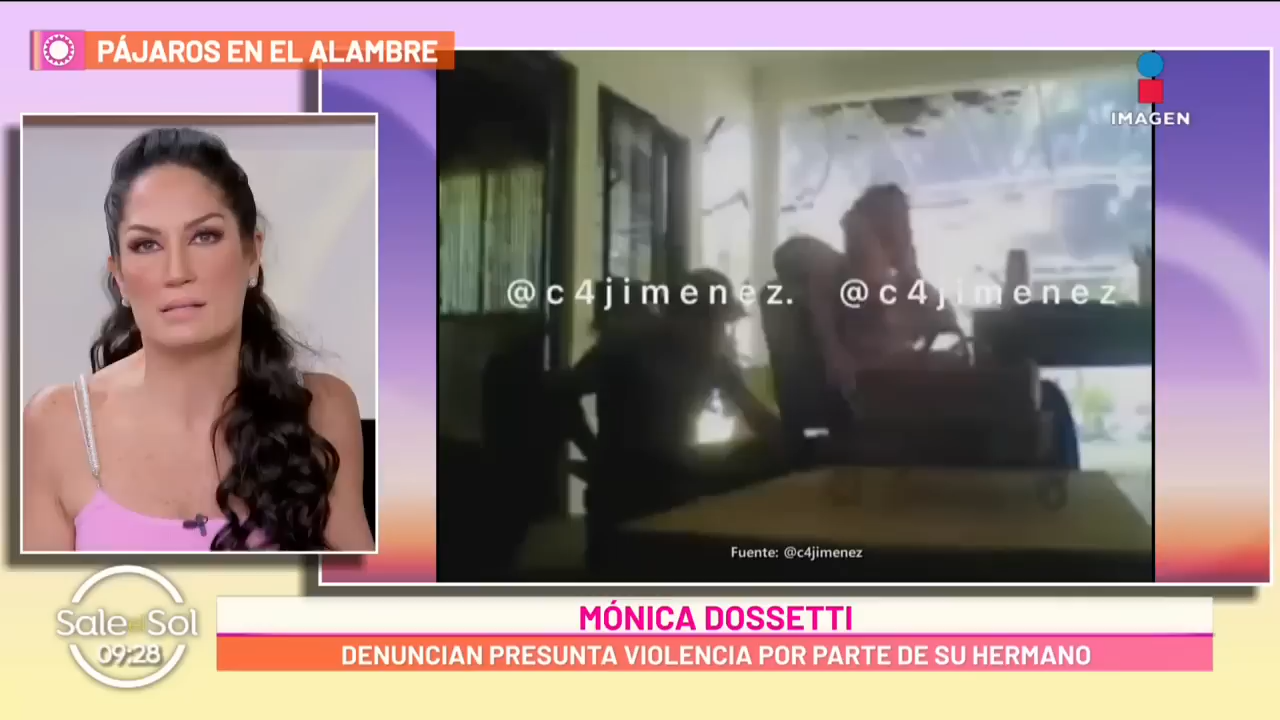 PÁJAROS EN EL ALAMBRE
IMAGEN
@c4jimenez. @c4jimenez
Fuente: @c4jimenez
MÓNICA DOSSETTI
DENUNCIAN PRESUNTA VIOLENCIA POR PARTE DE SU HERMANO
Sale el Sol
09:28